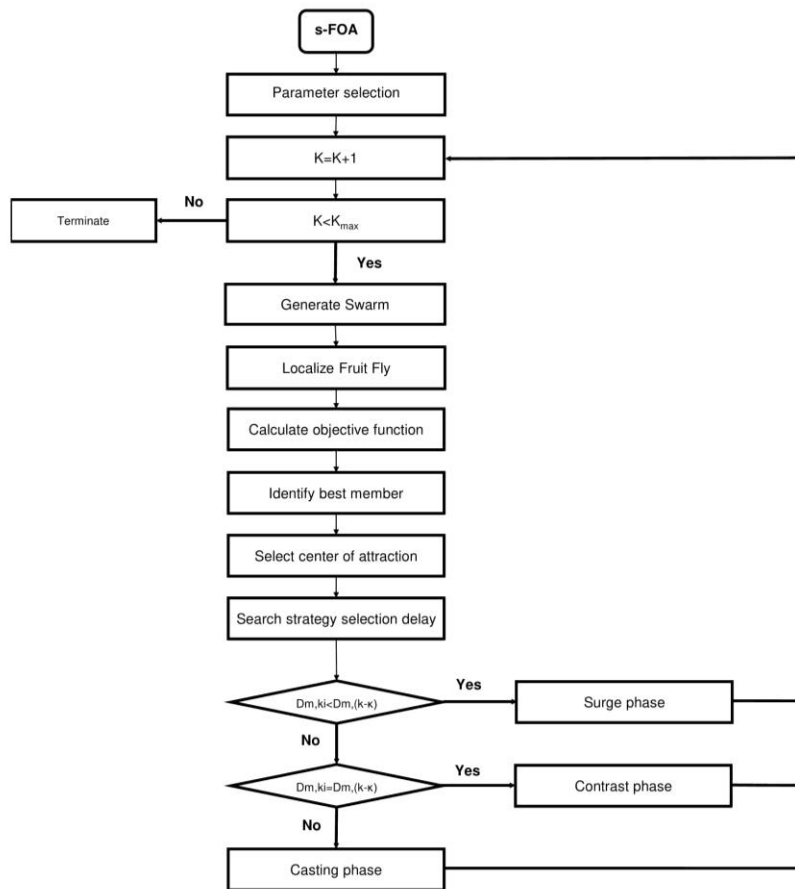 s-FOA
Parameter selection
K=K+1
No
Terminate
K<Kmax
Yes
Generate Swarm
Localize Fruit Fly
Calculate objective function
Identify best member
Select center of attraction
Search strategy selection delay
Dm,ki<Dm,(k-κ)
Yes
Surge phase
No
Dm,ki=Dm,(k-κ)
Yes
Contrast phase
No
Casting phase